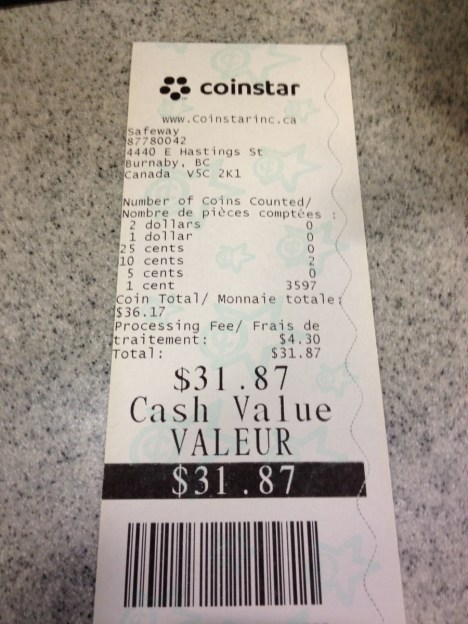 coinstar
www.Coinstarinc.ca
Safeway
87780042
4440 E Hastings St
Burnaby, BC
Canada V5C 2K1
Number of Coins Counted/
Nombre de pièces comptées :
2 dollars 0
1 dollar 0
25 cents 0
10 cents 2
5 cents 0
1 cent 3597
Coin Total/ Monnaie totale:
$36.17
Processing Fee/ Frais de
traitement: $4.30
Total: $31.87
$31.87
Cash Value
VALEUR
$31.87